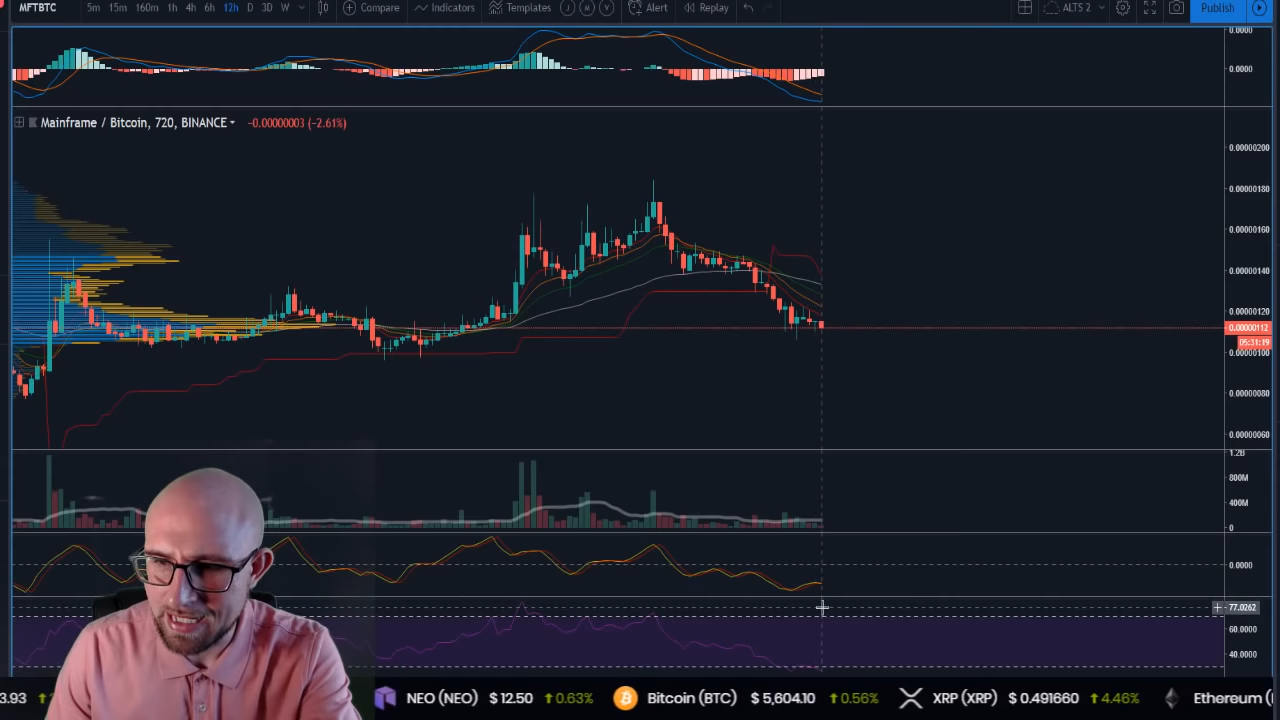 MFTBTC 5m 15m 160m 1h 4h 6h 12h D 3D W Compare Indicators Templates J M V Alert Replay ALTS 2 Publish
0.0000
0.0000
Mainframe / Bitcoin, 720, BINANCE -0.00000003 (-2.61%)
0.00000200
0.00000180
0.00000160
0.00000140
0.00000120
0.00000112
05:31:19
0.00000100
0.00000080
0.00000060
1.2B
800M
400M
0
0.0000
77.0262
60.0000
40.0000
3.93 NEO (NEO) $ 12.50 0.63% Bitcoin (BTC) $ 5,604.10 0.56% XRP (XRP) $ 0.491660 4.46% Ethereum (